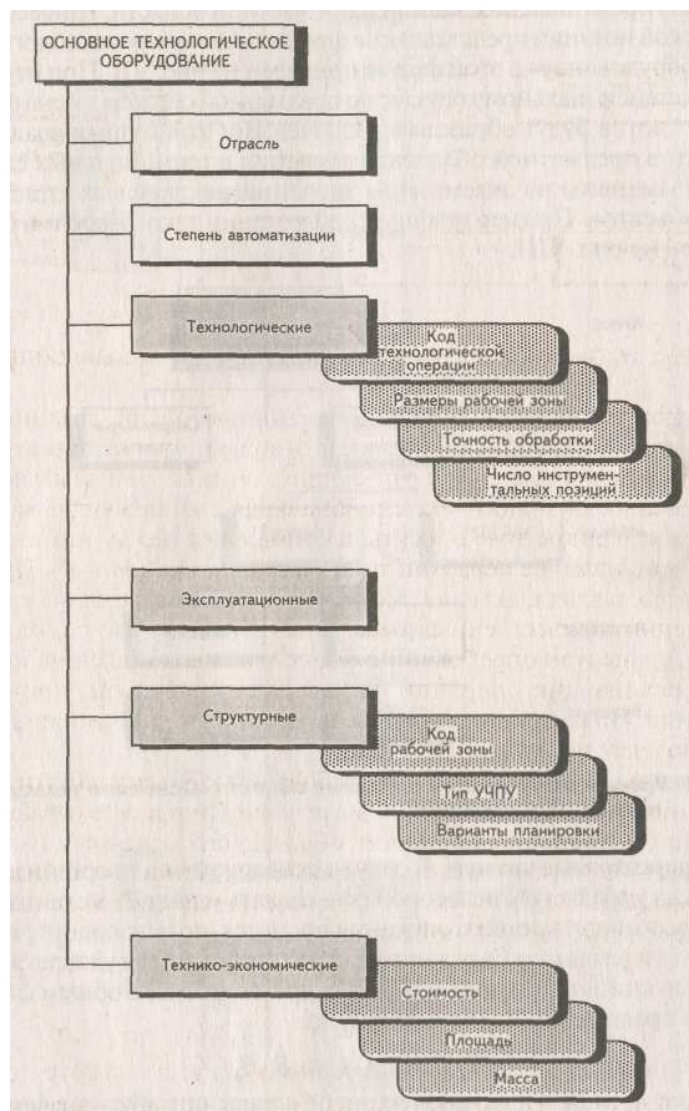 ОСНОВНОЕ ТЕХНОЛОГИЧЕСКОЕ
ОБОРУДОВАНИЕ
Отрасль
Степень автоматизации
Технологические
Код
технологической
операции
Размеры рабочей зоны
Точность обработки
Число инструмен-
тальных позиций
Эксплуатационные
Структурные
Код
рабочей зоны
Тип УЧПУ
Варианты планировки
Технико-экономические
Стоимость
Площадь
Масса